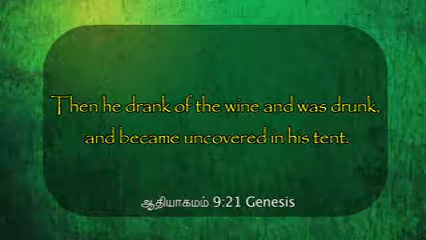 Then he drank of the wine and was drunk,
and became uncovered in his tent.
ஆதியாகமம் 9:21 Genesis